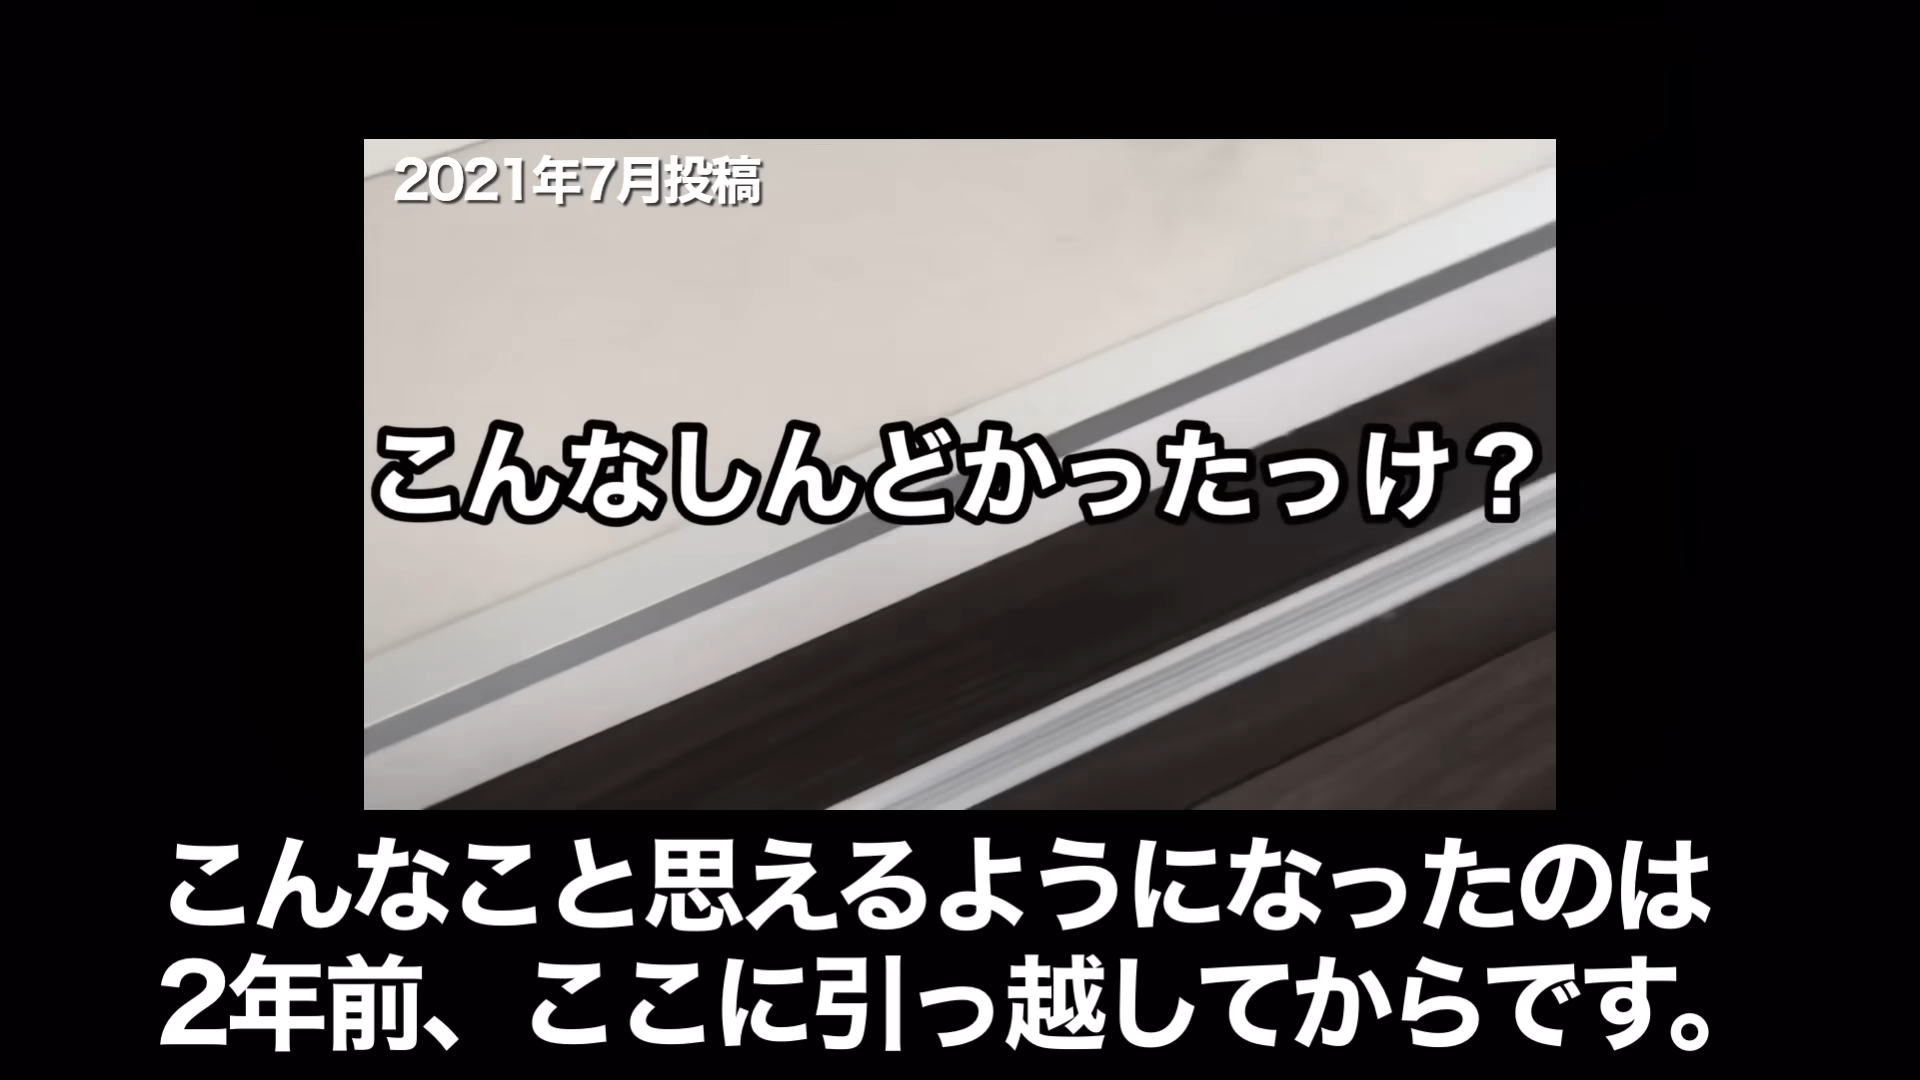 2021年7月投稿
こんなしんどかったっけ？
こんなこと思えるようになったのは
2年前、ここに引っ越してからです。